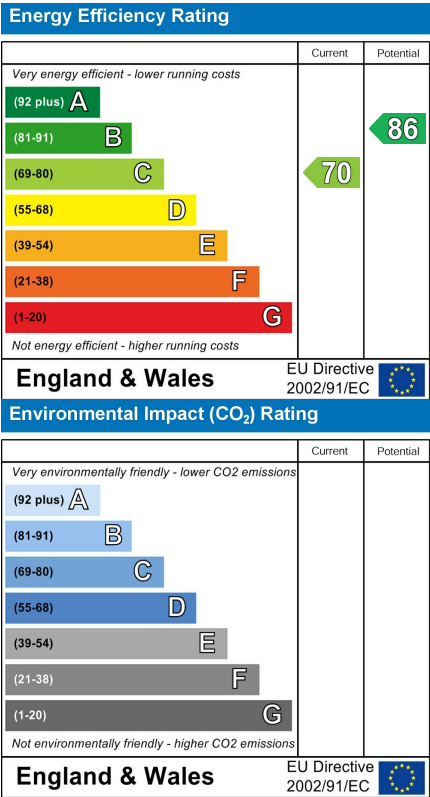 Energy Efficiency Rating
Current Potential
Very energy efficient - lower running costs
(92 plus) A
(81-91) B
86
(69-80) C
70
(55-68) D
(39-54) E
(21-38) F
(1-20) G
Not energy efficient - higher running costs
England & Wales
EU Directive
2002/91/EC
Environmental Impact (CO₂) Rating
Current Potential
Very environmentally friendly - lower CO2 emissions
(92 plus) A
(81-91) B
(69-80) C
(55-68) D
(39-54) E
(21-38) F
(1-20) G
Not environmentally friendly - higher CO2 emissions
England & Wales
EU Directive
2002/91/EC